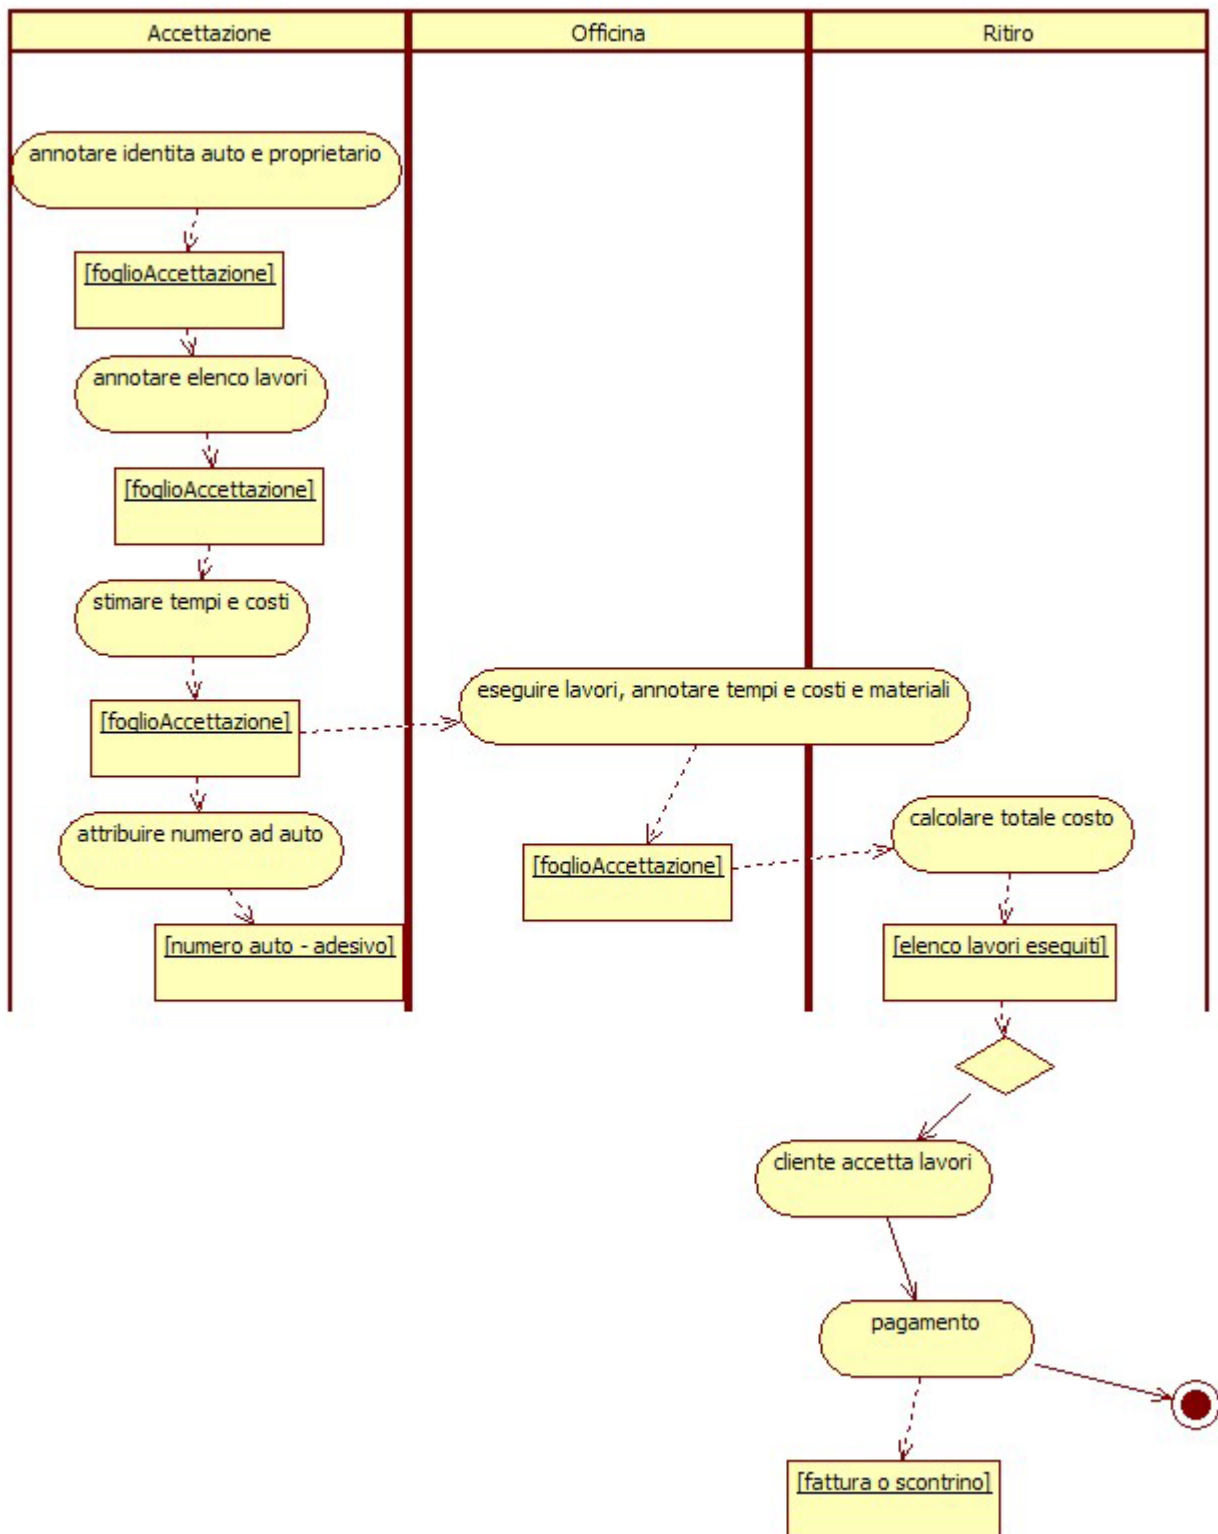 Accettazione
Officina
Ritiro
annotare identita auto e proprietario
[foglioAccettazione]
annotare elenco lavori
[foglioAccettazione]
stimare tempi e costi
eseguire lavori, annotare tempi e costi e materiali
[foglioAccettazione]
attribuire numero ad auto
calcolare totale costo
[foglioAccettazione]
[numero auto - adesivo]
[elenco lavori eseguiti]
cliente accetta lavori
pagamento
[fattura o scontrino]